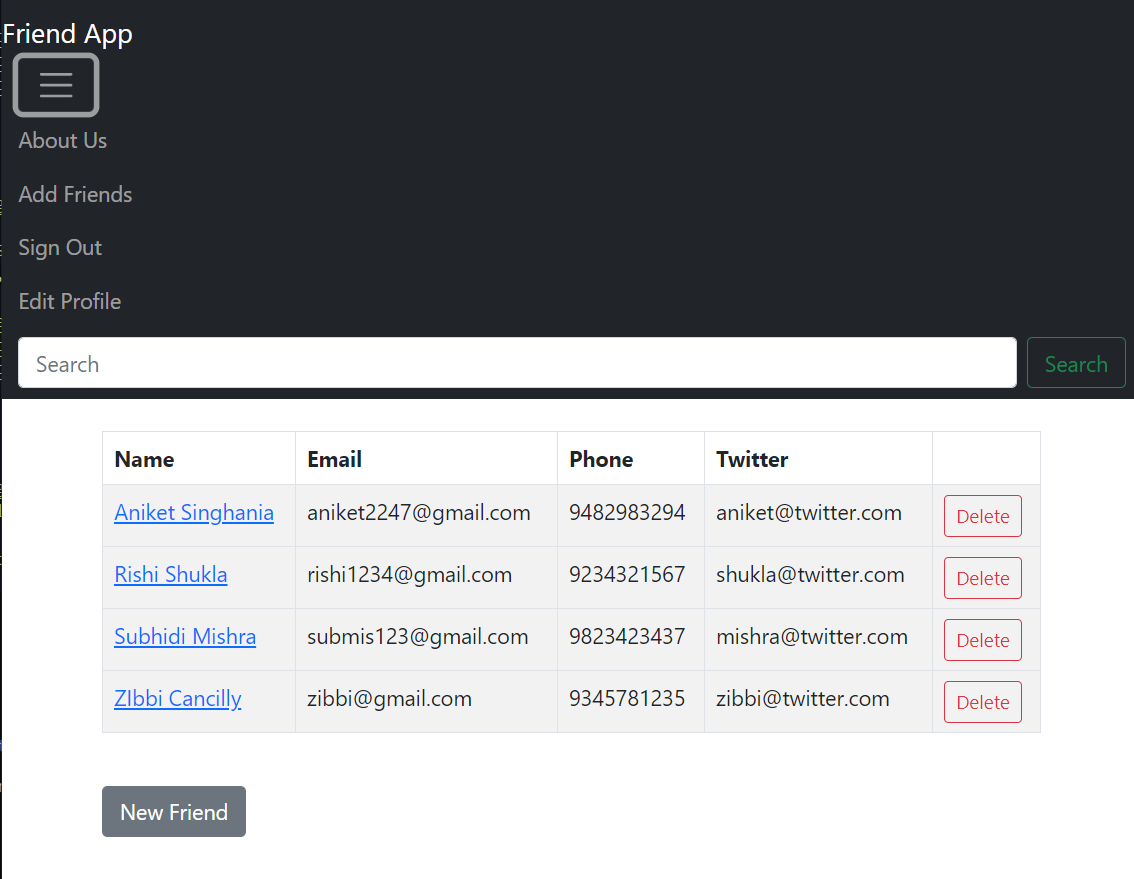 Friend App
About Us
Add Friends
Sign Out
Edit Profile
Search Search
Name Email Phone Twitter
Aniket Singhania aniket2247@gmail.com 9482983294 aniket@twitter.com Delete
Rishi Shukla rishi1234@gmail.com 9234321567 shukla@twitter.com Delete
Subhidi Mishra submis123@gmail.com 9823423437 mishra@twitter.com Delete
ZIbbi Cancilly zibbi@gmail.com 9345781235 zibbi@twitter.com Delete
New Friend